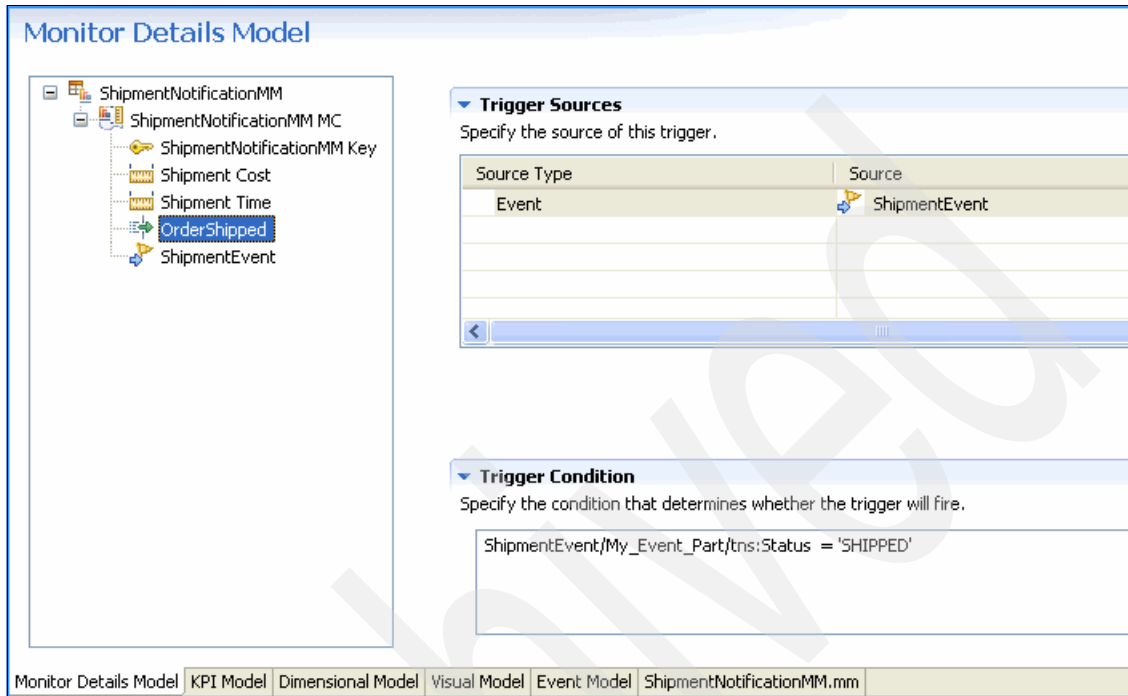 Monitor Details Model
ShipmentNotificationMM
ShipmentNotificationMM MC
ShipmentNotificationMM Key
Shipment Cost
Shipment Time
OrderShipped
ShipmentEvent
Trigger Sources
Specify the source of this trigger.
Source Type Source
Event ShipmentEvent
Trigger Condition
Specify the condition that determines whether the trigger will fire.
ShipmentEvent/My_Event_Part/tns:Status = 'SHIPPED'
Monitor Details Model KPI Model Dimensional Model Visual Model Event Model ShipmentNotificationMM.mm